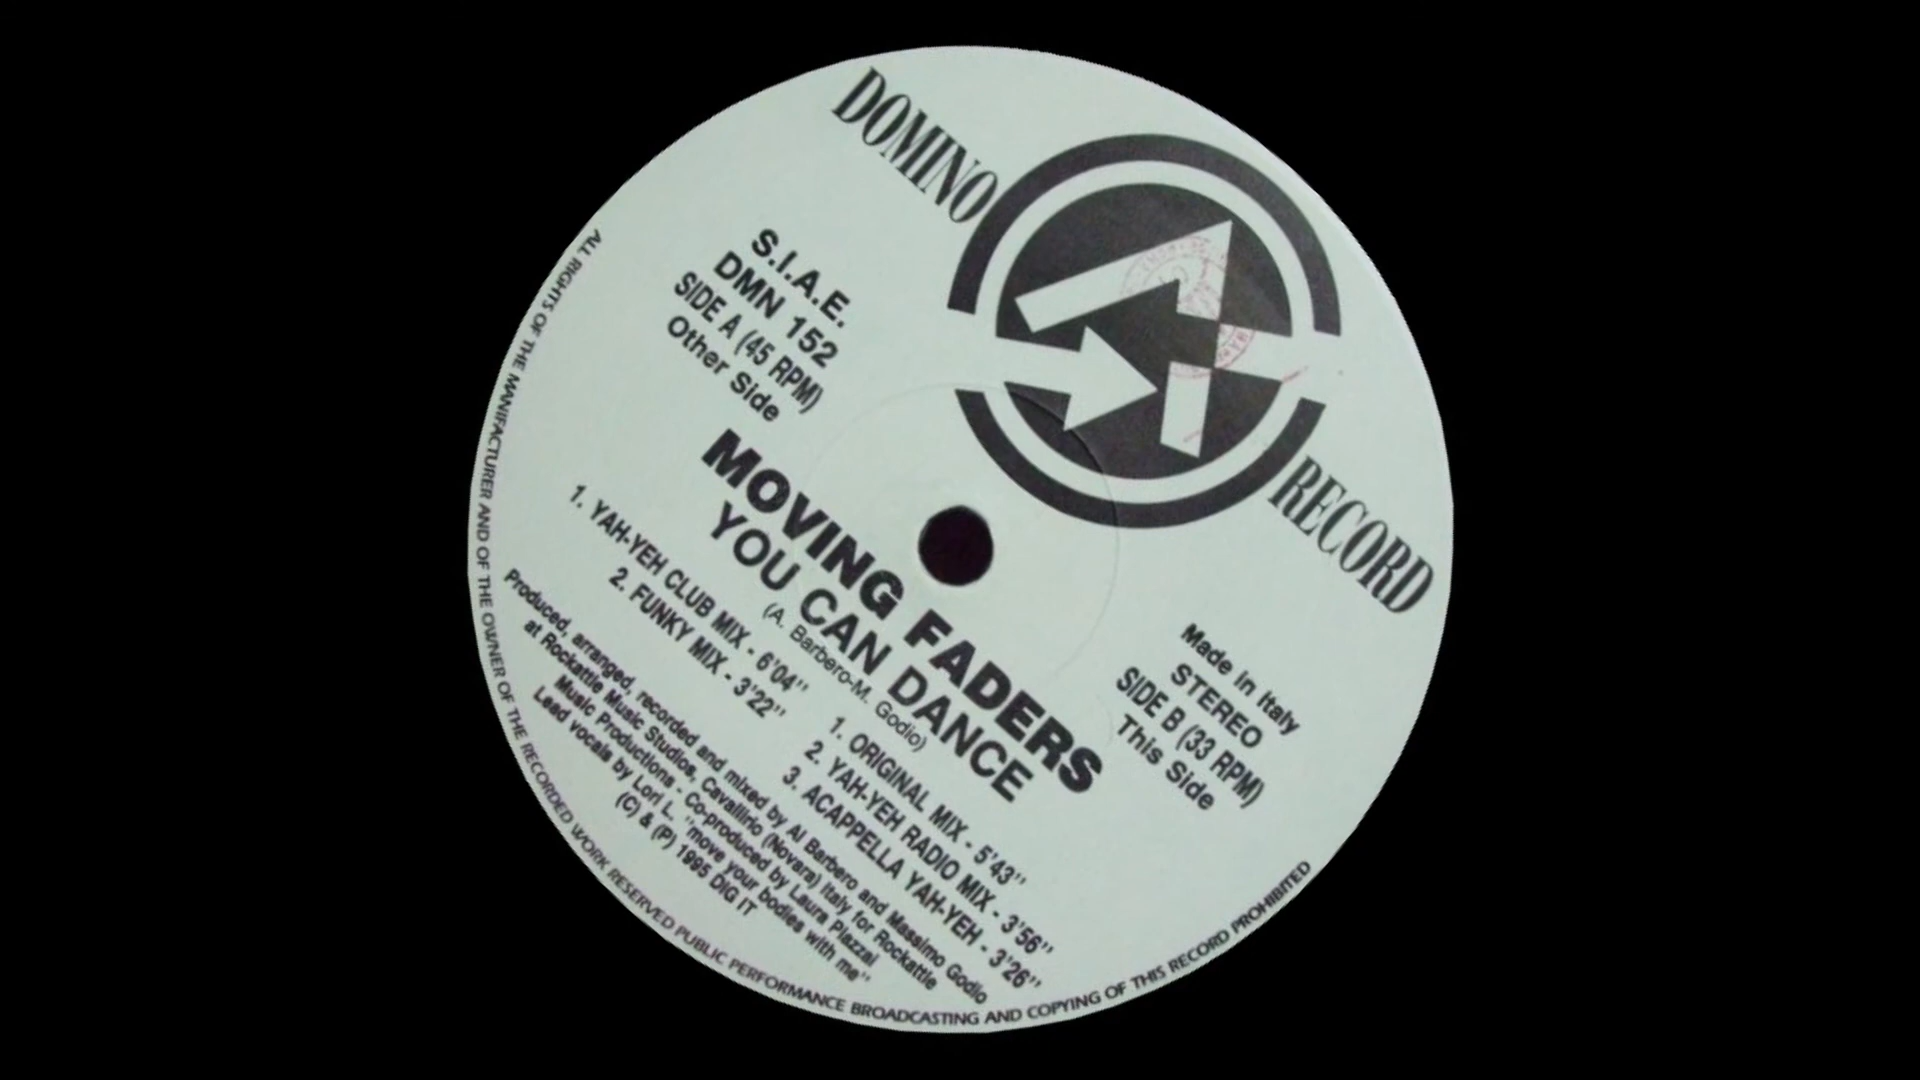 DOMINO
RECORD
S.I.A.E.
DMN 152
SIDE A (45 RPM)
Other Side
Made in Italy
STEREO
SIDE B (33 RPM)
This Side
MOVING FADERS
YOU CAN DANCE
(A. Barbero-M. Godio)
1. YAH-YEH CLUB MIX - 6'04''
2. FUNKY MIX - 3'22''
1. ORIGINAL MIX - 5'43''
2. YAH-YEH RADIO MIX - 3'56''
3. ACAPPELLA YAH-YEH - 3'26''
Produced, arranged, recorded and mixed by Al Barbero and Massimo Godio
at Rockattle Music Studios, Cavallirio (Novara) Italy for Rockattle
Music Productions - Co-produced by Laura Piazzai
Lead vocals by Lori L. "move your bodies with me"
(C) & (P) 1995 DIG IT
ALL RIGHTS OF THE MANIFACTURER AND OF THE OWNER OF THE RECORDED WORK RESERVED PUBLIC PERFORMANCE BROADCASTING AND COPYING OF THIS RECORD PROHIBITED